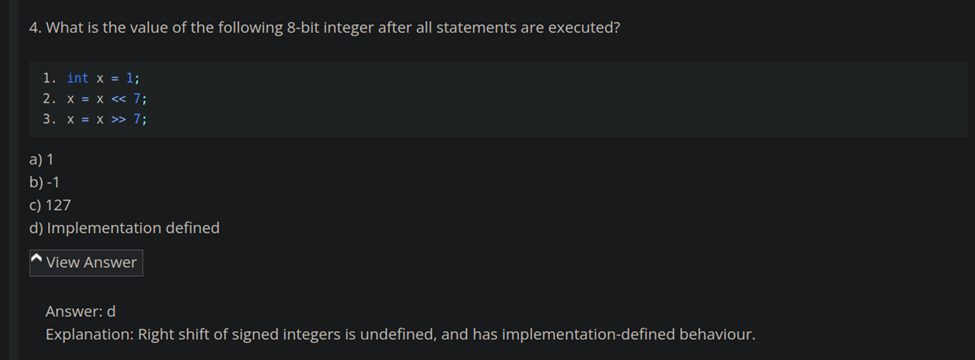 4. What is the value of the following 8-bit integer after all statements are executed?
1. int x = 1;
2. x = x << 7;
3. x = x >> 7;
a) 1
b) -1
c) 127
d) Implementation defined
View Answer
Answer: d
Explanation: Right shift of signed integers is undefined, and has implementation-defined behaviour.